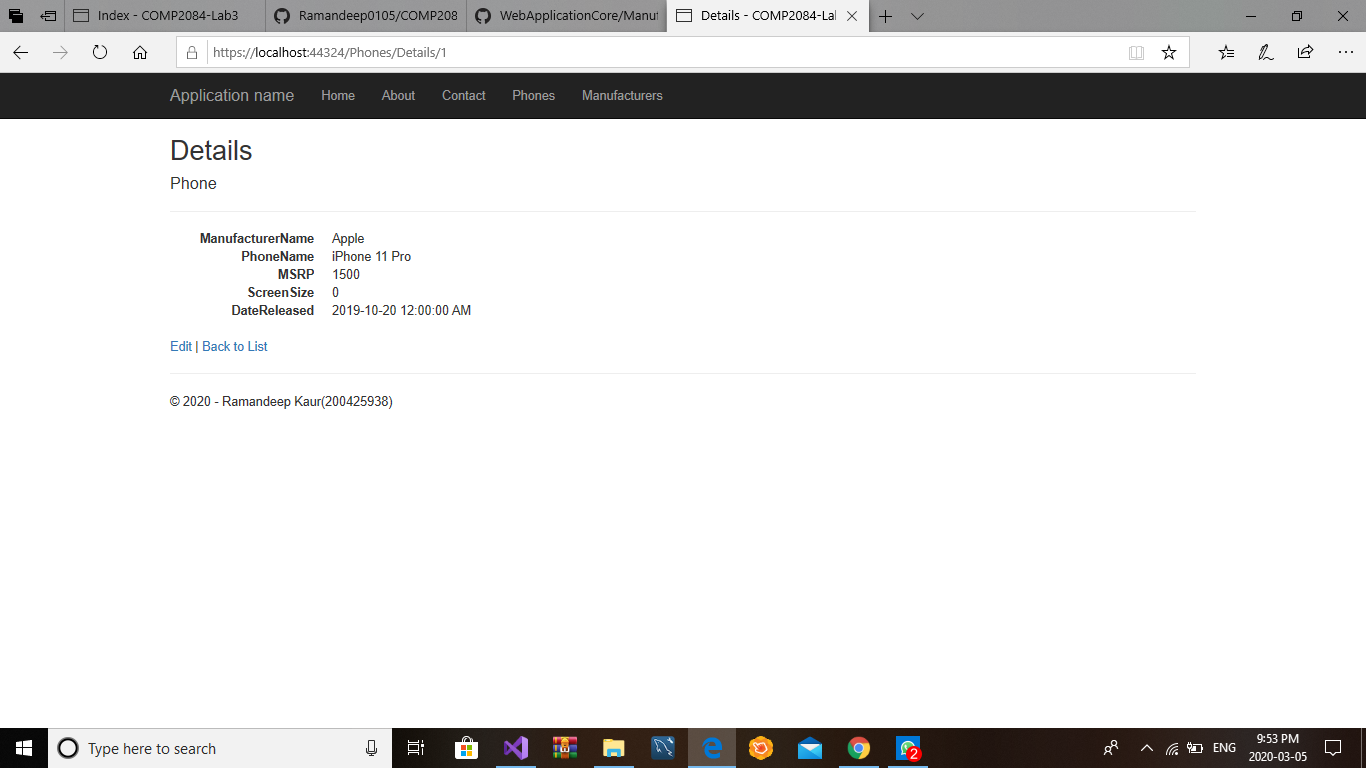 Index - COMP2084-Lab3
Ramandeep0105/COMP208
WebApplicationCore/Manuf
Details - COMP2084-Lal
https://localhost:44324/Phones/Details/1
Application name Home About Contact Phones Manufacturers
Details
Phone
ManufacturerName Apple
PhoneName iPhone 11 Pro
MSRP 1500
ScreenSize 0
DateReleased 2019-10-20 12:00:00 AM
Edit | Back to List
© 2020 - Ramandeep Kaur(200425938)
Type here to search
2
ENG
9:53 PM
2020-03-05